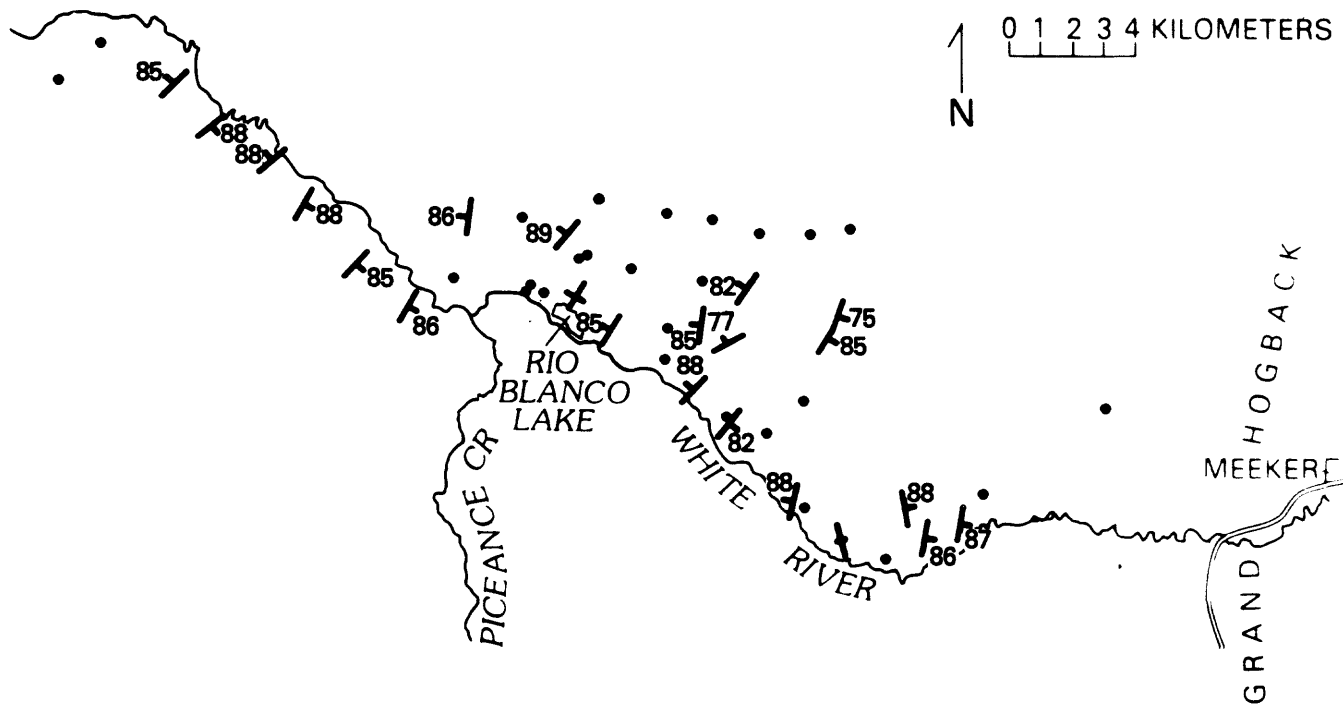 0 1 2 3 4 KILOMETERS
N
85
88
88
88
86
89
85
86
82
85
77
75
85
85
88
RIO
BLANCO
LAKE
82
WHITE
RIVER
PICEANCE CR
88
88
86
87
MEEKER
GRAND HOGBACK